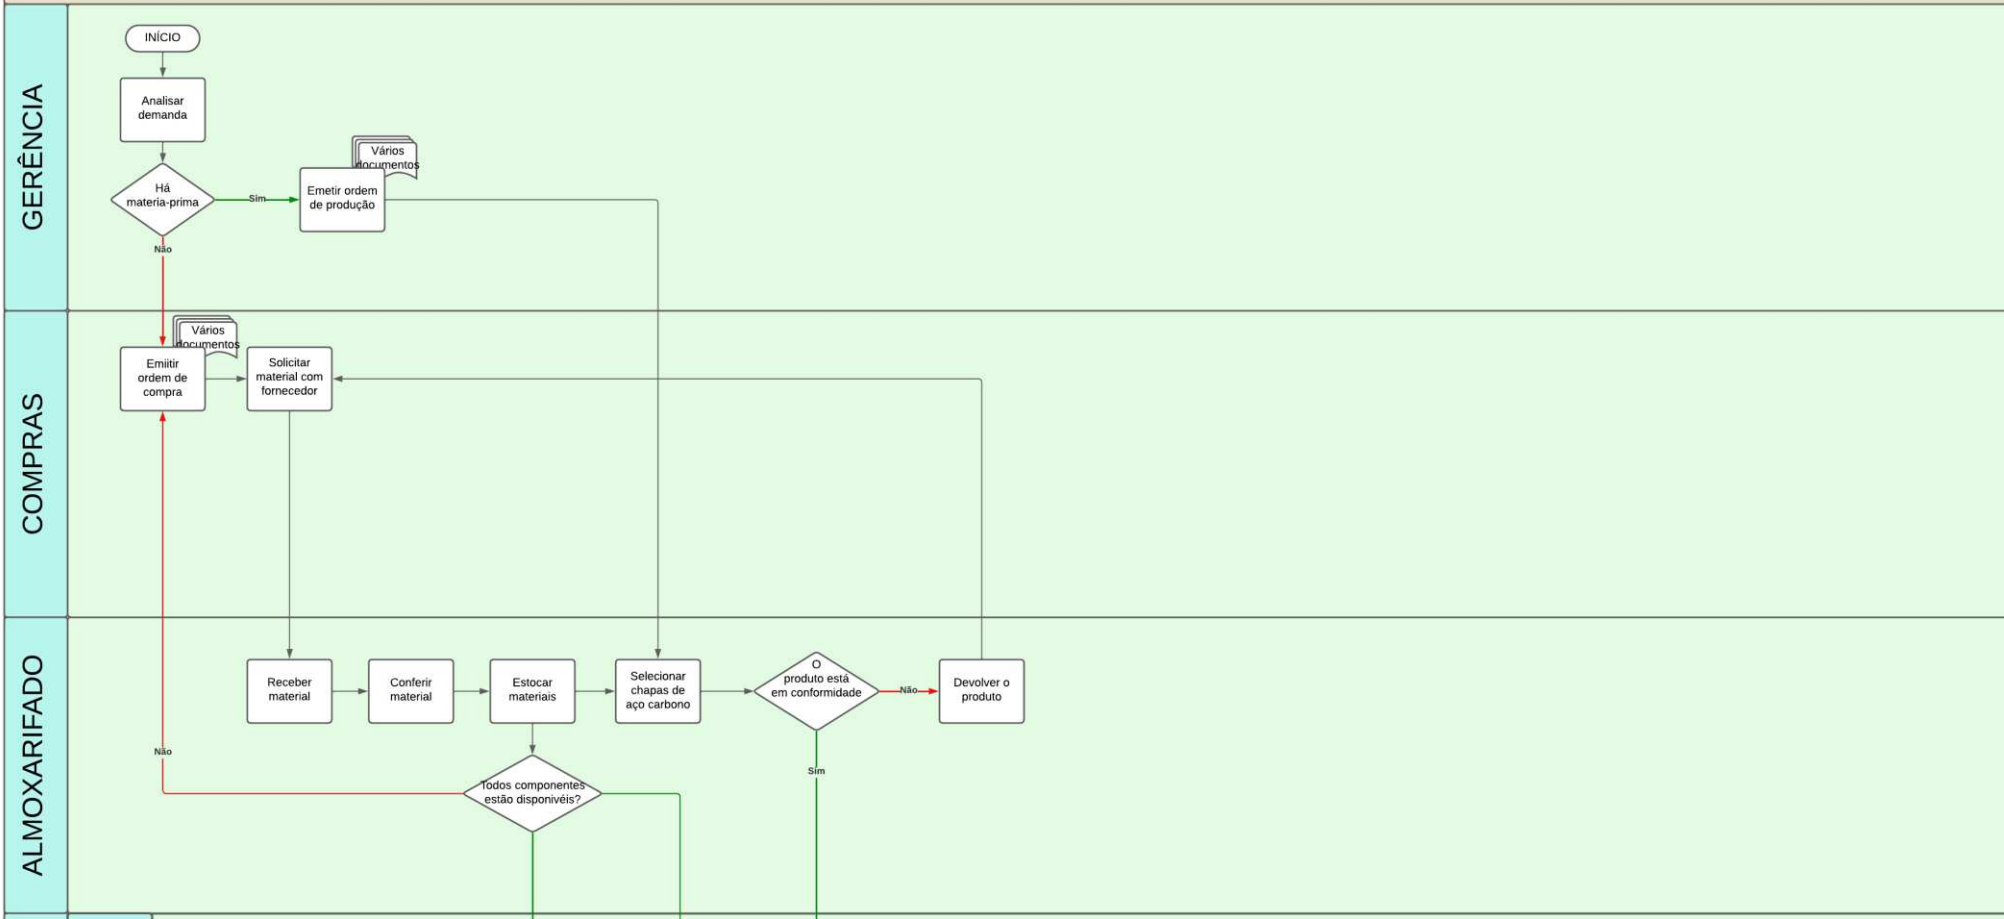 GERÊNCIA
INÍCIO
Analisar
demanda
Há
materia-prima
Sim
Não
Vários
documentos
Emetir ordem
de produção
COMPRAS
Vários
documentos
Emiitir
ordem de
compra
Solicitar
material com
fornecedor
ALMOXARIFADO
Receber
material
Conferir
material
Estocar
materiais
Selecionar
chapas de
aço carbono
O
produto está
em conformidade
Não
Devolver o
produto
Não
Sim
Todos componentes
estão disponivéis?